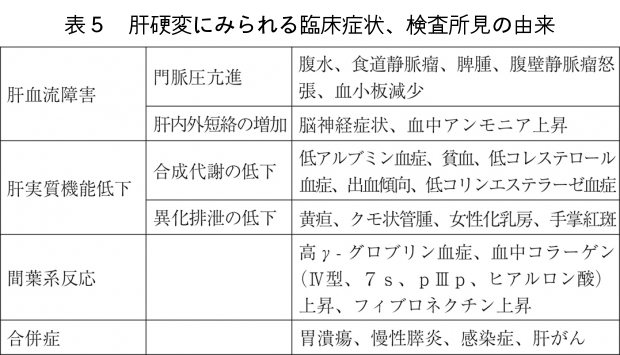 表5 肝硬変にみられる臨床症状、検査所見の由来
肝血流障害
門脈圧亢進
腹水、食道静脈瘤、脾腫、腹壁静脈瘤怒
張、血小板減少
肝内外短絡の増加
脳神経症状、血中アンモニア上昇
肝実質機能低下
合成代謝の低下
低アルブミン血症、貧血、低コレステロール
血症、出血傾向、低コリンエステラーゼ血症
異化排泄の低下
黄疸、クモ状管腫、女性化乳房、手掌紅斑
間葉系反応
高γ-グロブリン血症、血中コラーゲン
(Ⅳ型、7s、pⅢp、ヒアルロン酸)
上昇、フィブロネクチン上昇
合併症
胃潰瘍、慢性膵炎、感染症、肝がん